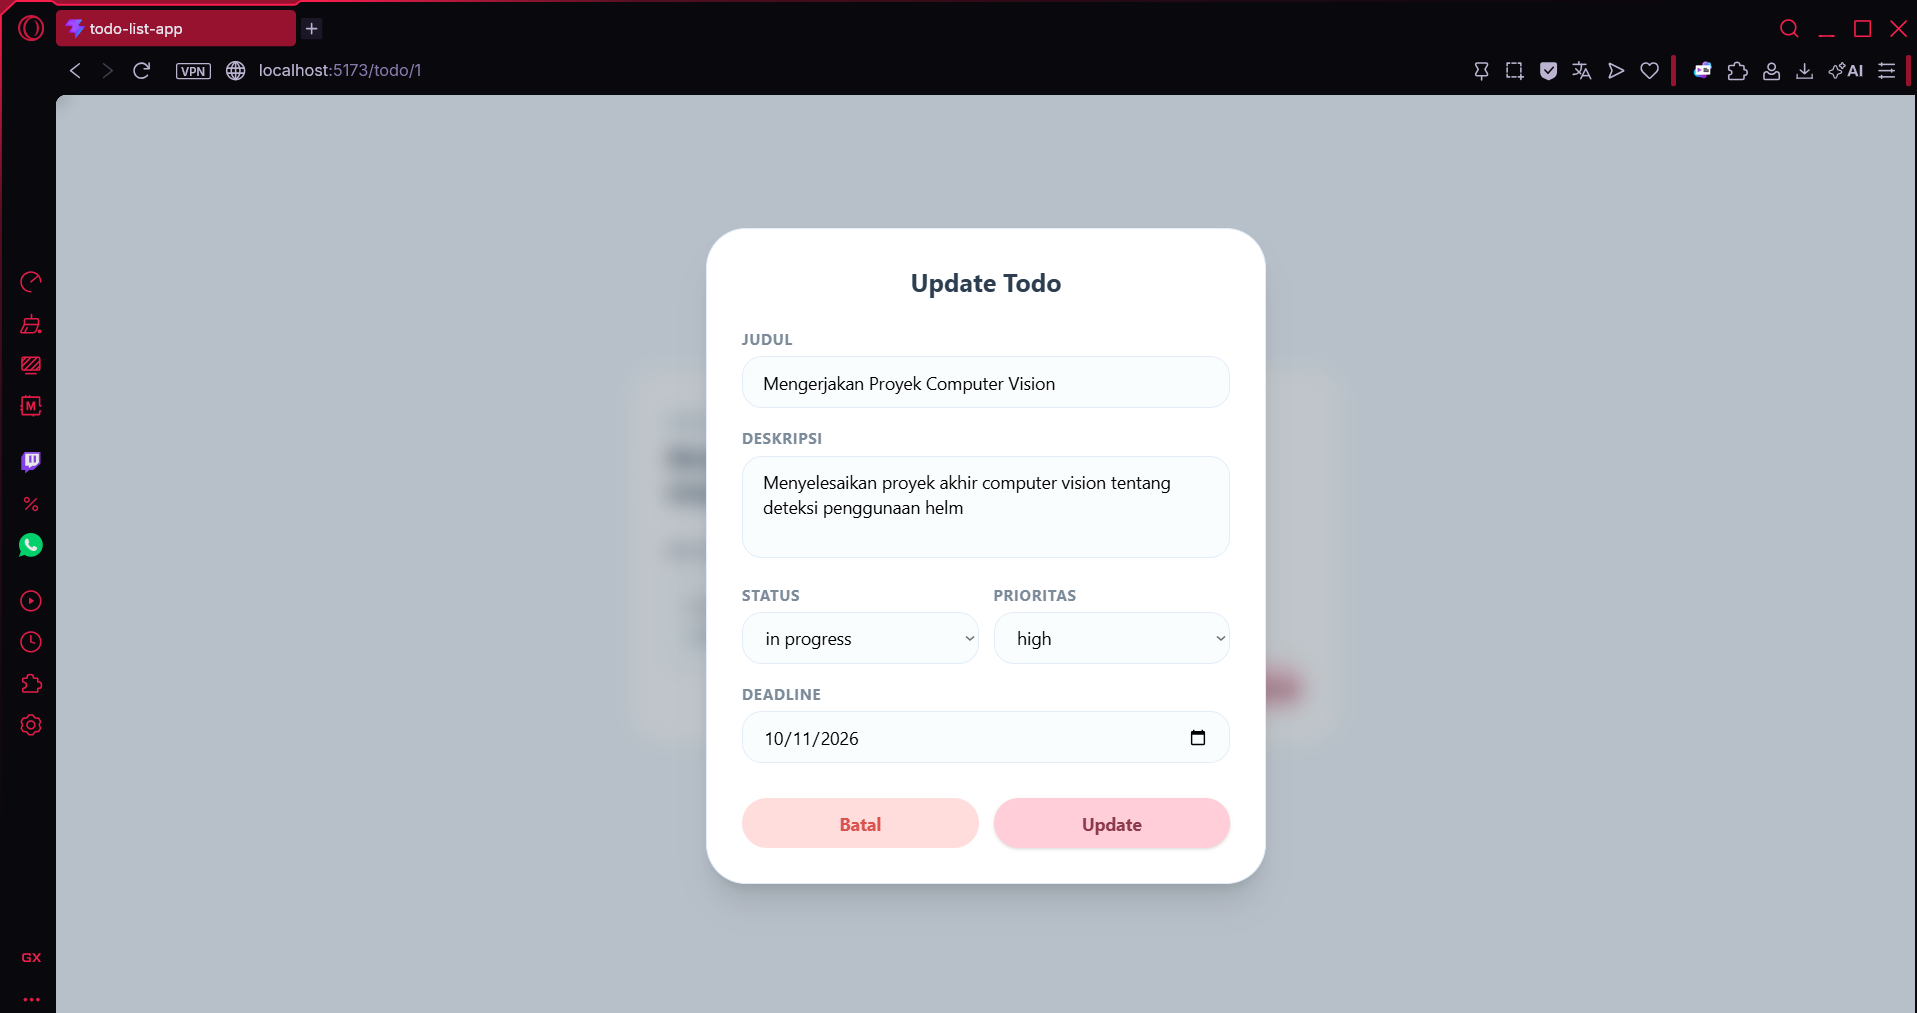 todo-list-app
VPN
localhost:5173/todo/1
AI
Update Todo
JUDUL
Mengerjakan Proyek Computer Vision
DESKRIPSI
Menyelesaikan proyek akhir computer vision tentang
deteksi penggunaan helm
STATUS
PRIORITAS
in progress
high
DEADLINE
10/11/2026
Batal
Update
M
GX